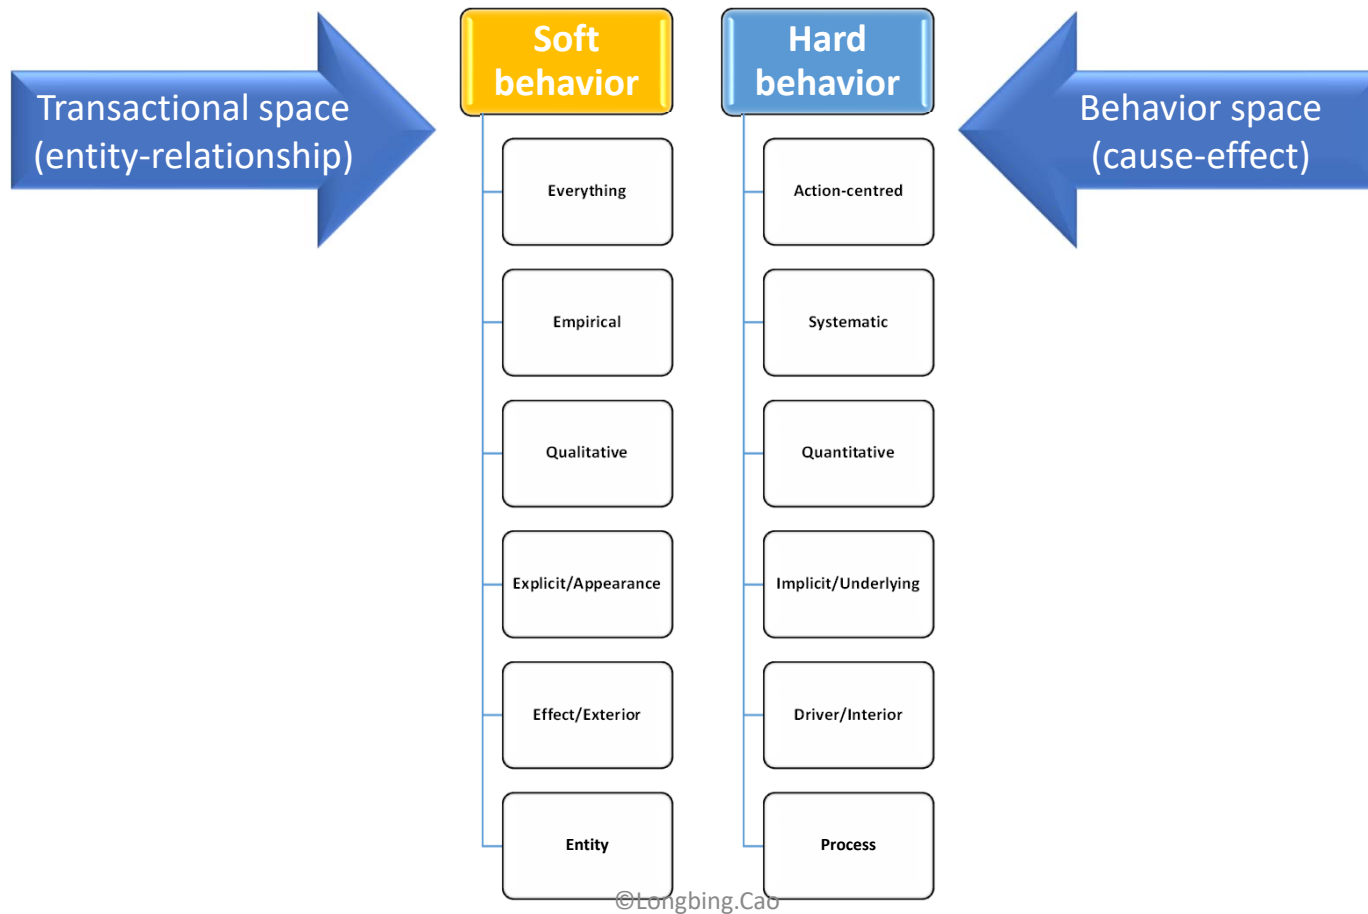 Transactional space
(entity-relationship)
Soft
behavior
Everything
Empirical
Qualitative
Explicit/Appearance
Effect/Exterior
Entity
Hard
behavior
Action-centred
Systematic
Quantitative
Implicit/Underlying
Driver/Interior
Process
Behavior space
(cause-effect)
©Longbing.Cao